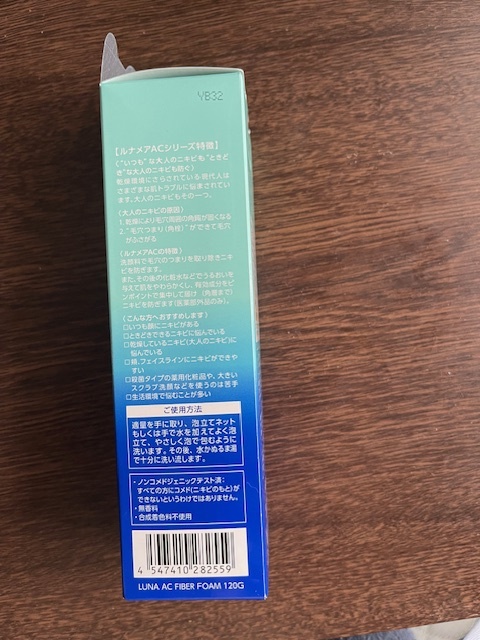 YB32
【ルナメアACシリーズ特徴】
("いつも"な大人のニキビも"ときどき
き"な大人のニキビも防ぐ)
乾燥環境にさらされている現代人は
さまざまな肌トラブルに悩まされてい
ます。大人のニキビもその一つ。
〈大人のニキビの原因〉
1.乾燥により毛穴周囲の角層が固くなる
2."毛穴つまり(角栓)"ができて毛穴
がふさがる
〈ルナメアACの特徴〉
洗顔料で毛穴のつまりを取り除きニキ
ビを防ぎます。
また、その後の化粧水などでうるおいを
与えて肌をやわらかくし、有効成分をピ
ンポイントで集中して届け(角層まで)
ニキビを防ぎます(医薬部外品のみ)。
〈こんな方へおすすめします〉
□いつも顔にニキビがある
□ときどきできるニキビに悩んでいる
□乾燥しているニキビ(大人のニキビ)に
悩んでいる
□頬、フェイスラインにニキビができや
すい
□殺菌タイプの薬用化粧品や、大きい
スクラブ洗顔などを使うのは苦手
□生活環境で悩むことが多い
ご使用方法
適量を手に取り、泡立てネット
もしくは手で水を加えてよく泡
立て、やさしく泡で包むように
洗います。その後、水かぬるま湯
で十分に洗い流します。
・ノンコメドジェニックテスト済:
すべての方にコメド(ニキビのもと)が
できないというわけではありません。
・無香料
・合成着色料不使用
4 547410 282559
LUNA AC FIBER FOAM 120G